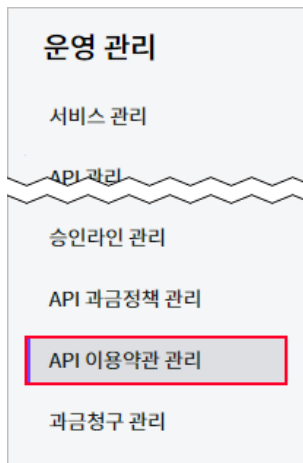 운영 관리
서비스 관리
API 관리
승인라인 관리
API 과금정책 관리
API 이용약관 관리
과금청구 관리